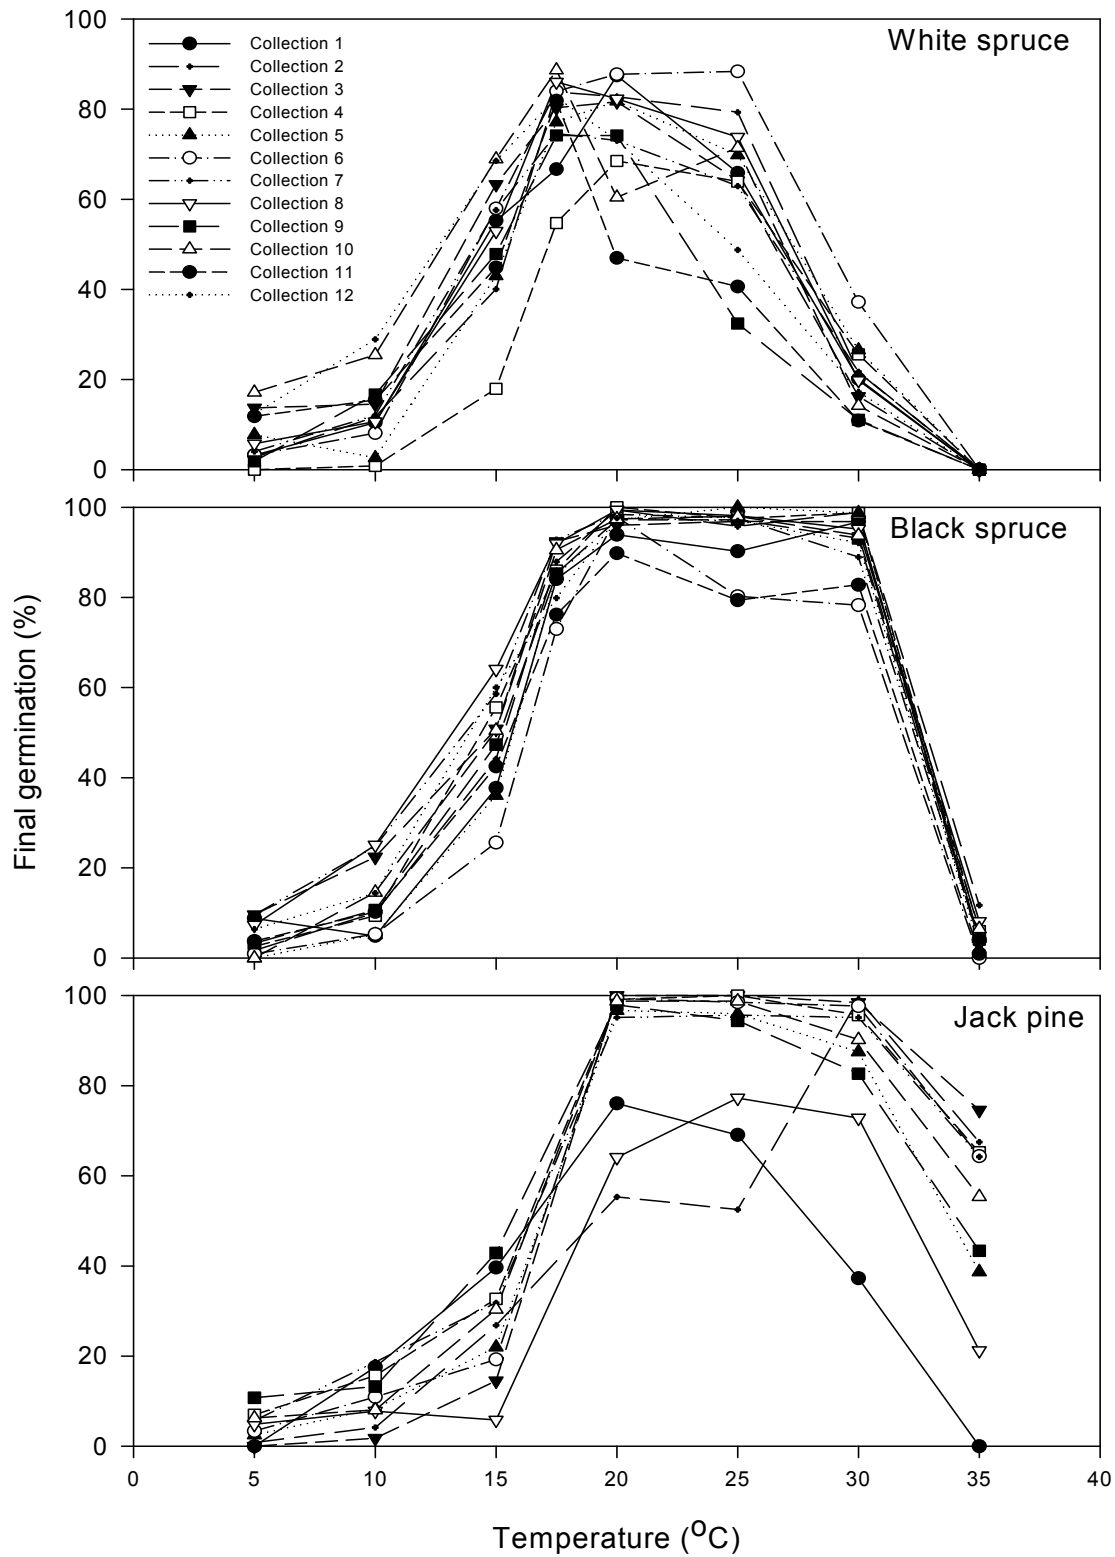 100
80
60
40
20
0
White spruce
Collection 1
Collection 2
Collection 3
Collection 4
Collection 5
Collection 6
Collection 7
Collection 8
Collection 9
Collection 10
Collection 11
Collection 12
100
80
60
40
20
0
Black spruce
Final germination (%)
100
80
60
40
20
0
Jack pine
0 5 10 15 20 25 30 35 40
Temperature (°C)